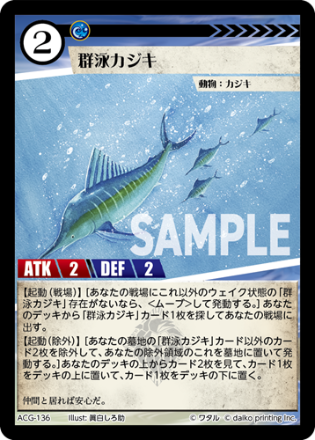 2
群泳カジキ
動物：カジキ
SAMPLE
ATK 2 DEF 2
【起動（戦場）】［あなたの戦場にこれ以外のウェイク状態の「群
泳カジキ」存在がないなら、＜ムーブ＞して発動する。］あなた
のデッキから「群泳カジキ」カード1枚を探してあなたの戦場に
出す。
【起動（除外）】［あなたの墓地の「群泳カジキ」カード以外のカ
ード2枚を除外して、あなたの除外領域のこれを墓地に置いて発
動する。］あなたのデッキの上からカード2枚を見て、カード1枚を
デッキの上に置いて、カード1枚をデッキの下に置く。
仲間と居れば安心だ。
ACG-136 Illust: 眞白しろ助 © ワタル © daiko printing Inc.